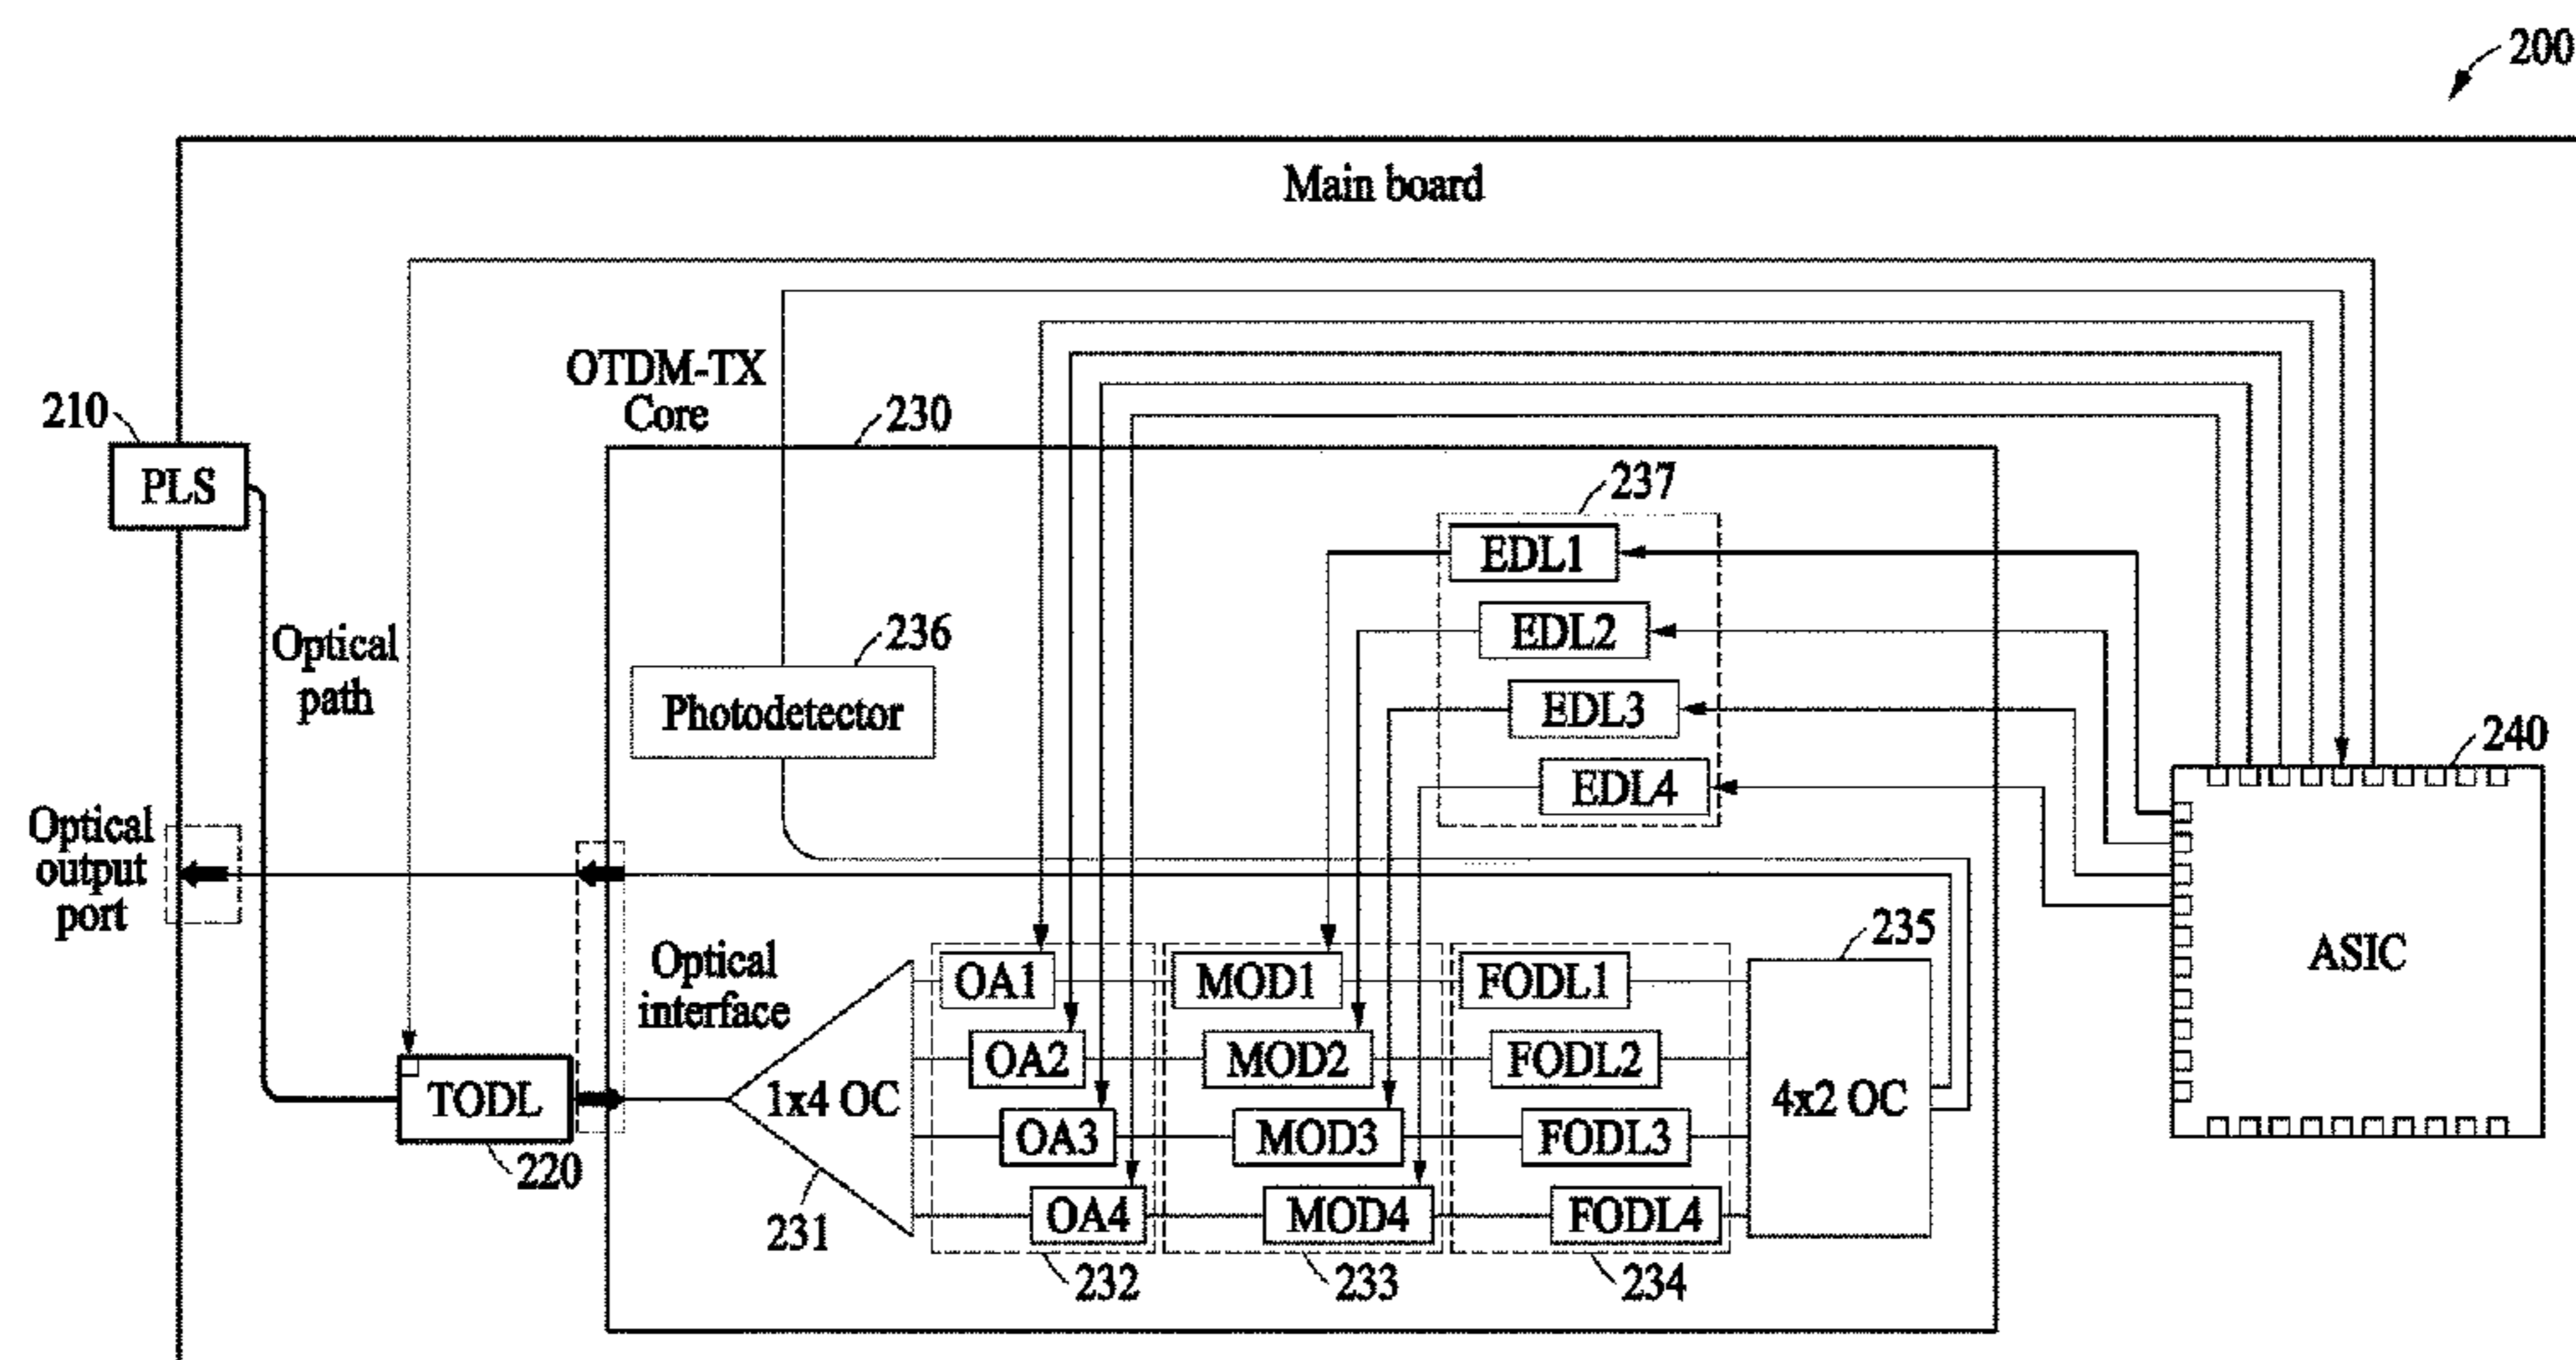 200
Main board
OTDM-TX
Core
230
210
PLS
237
EDL1
EDL2
EDL3
EDL4
236
Photodetector
Optical
path
240
ASIC
Optical
output
port
Optical
interface
235
1x4 OC
OA1
MOD1
FODL1
OA2
MOD2
FODL2
OA3
MOD3
FODL3
OA4
MOD4
FODL4
4x2 OC
TODL
220
231
232
233
234